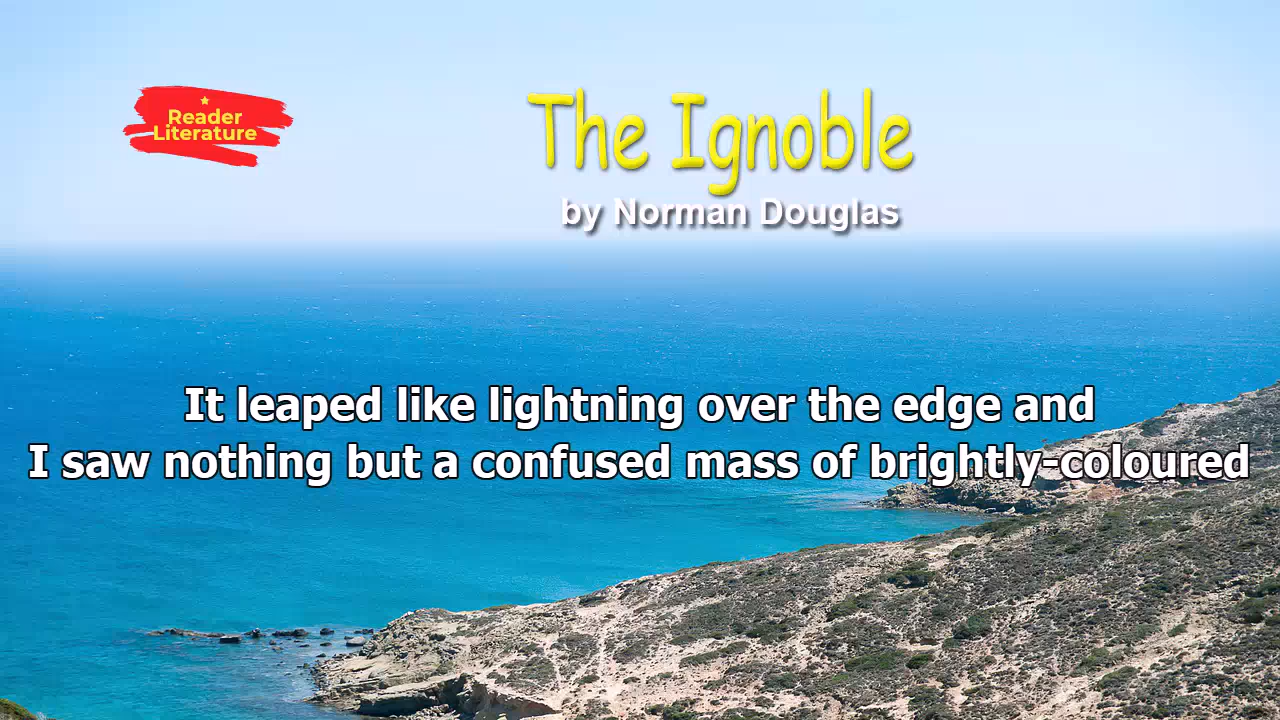 Reader
Literature
The Ignoble
by Norman Douglas
It leaped like lightning over the edge and
I saw nothing but a confused mass of brightly-coloured